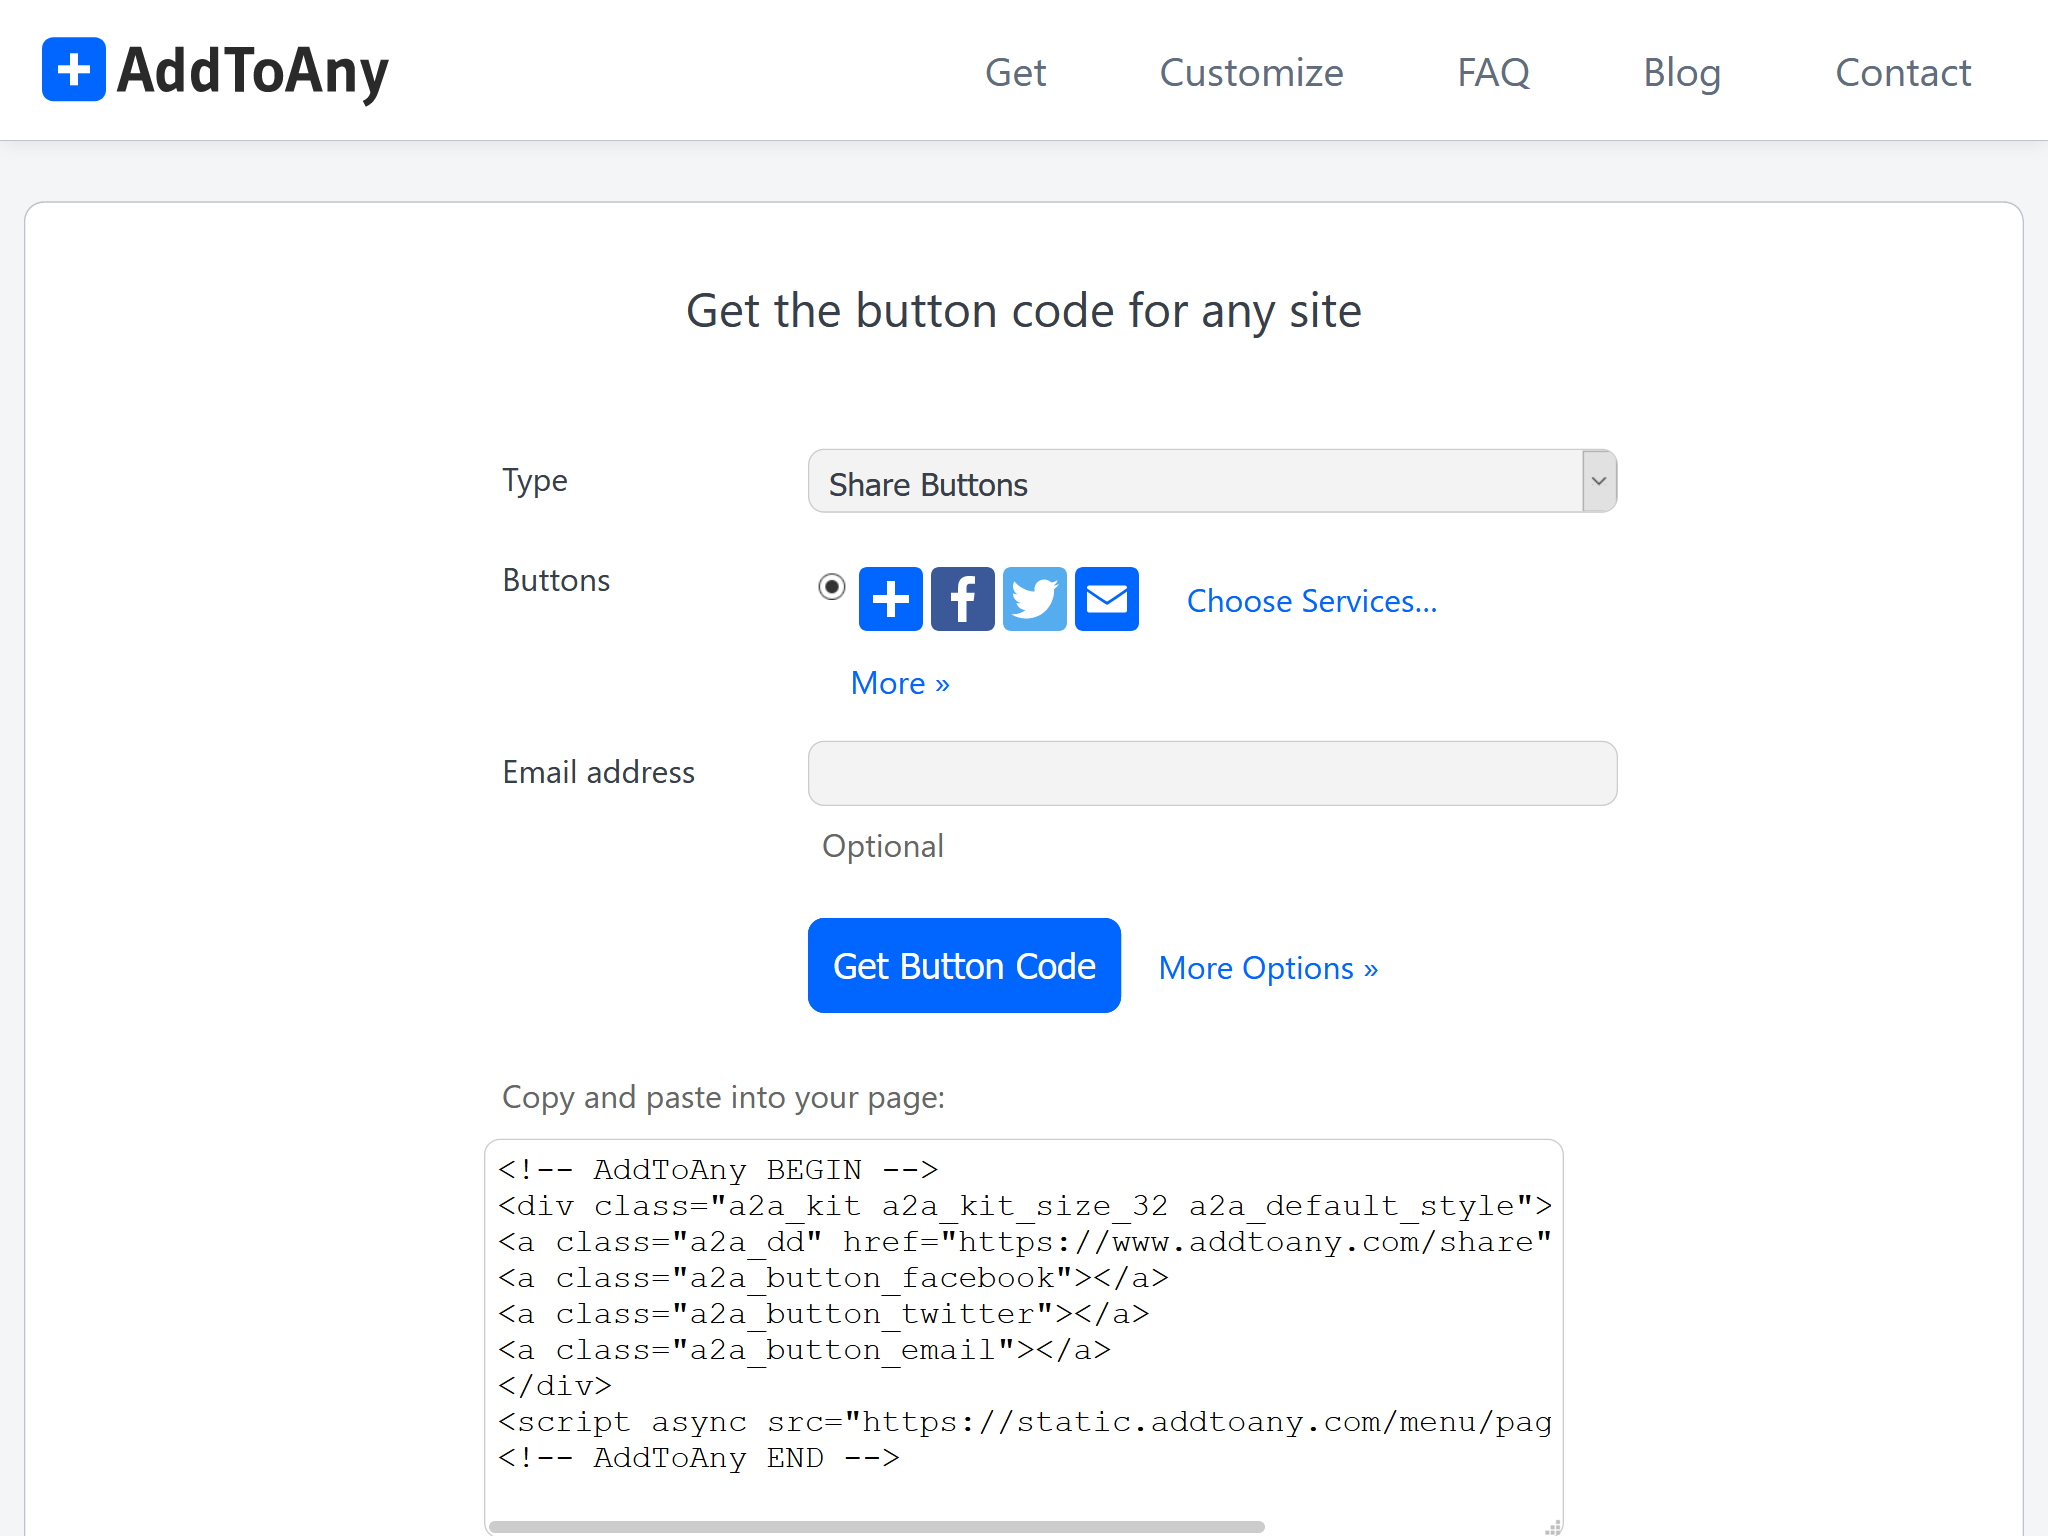 AddToAny
Get Customize FAQ Blog Contact
Get the button code for any site
Type
Share Buttons
Buttons
Choose Services...
More »
Email address
Optional
Get Button Code
More Options »
Copy and paste into your page:
<!-- AddToAny BEGIN -->
<div class="a2a_kit a2a_kit_size_32 a2a_default_style">
<a class="a2a_dd" href="https://www.addtoany.com/share"
<a class="a2a_button_facebook"></a>
<a class="a2a_button_twitter"></a>
<a class="a2a_button_email"></a>
</div>
<script async src="https://static.addtoany.com/menu/pag
<!-- AddToAny END -->